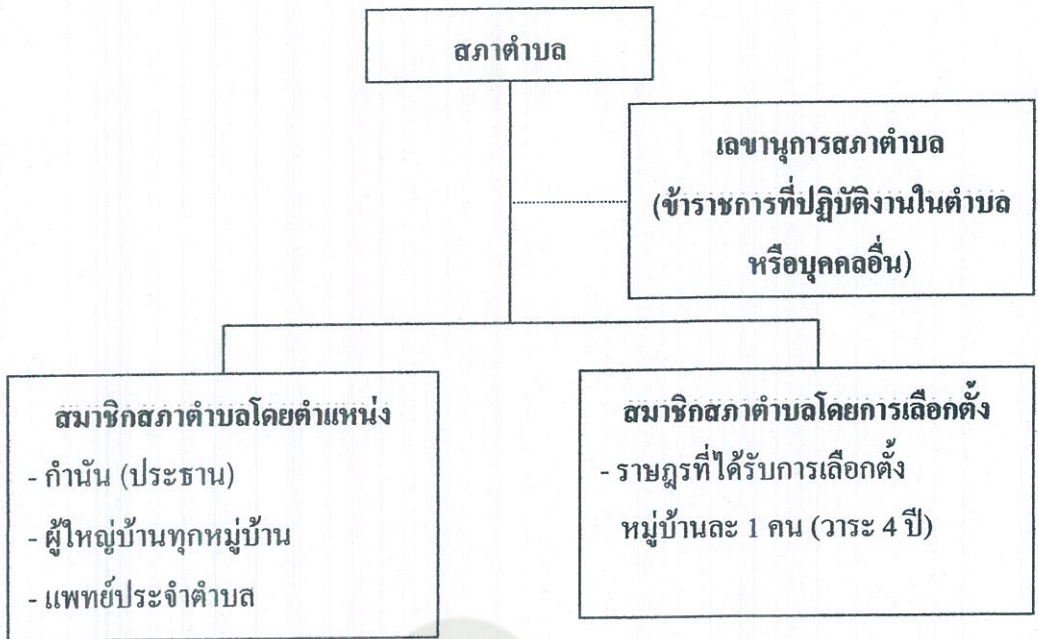 สภาตำบล
เลขานุการสภาตำบล
(ข้าราชการที่ปฏิบัติงานในตำบล
หรือบุคคลอื่น)
สมาชิกสภาตำบลโดยตำแหน่ง
- กำนัน (ประธาน)
- ผู้ใหญ่บ้านทุกหมู่บ้าน
- แพทย์ประจำตำบล
สมาชิกสภาตำบลโดยการเลือกตั้ง
- ราษฎรที่ได้รับการเลือกตั้ง
หมู่บ้านละ 1 คน (วาระ 4 ปี)